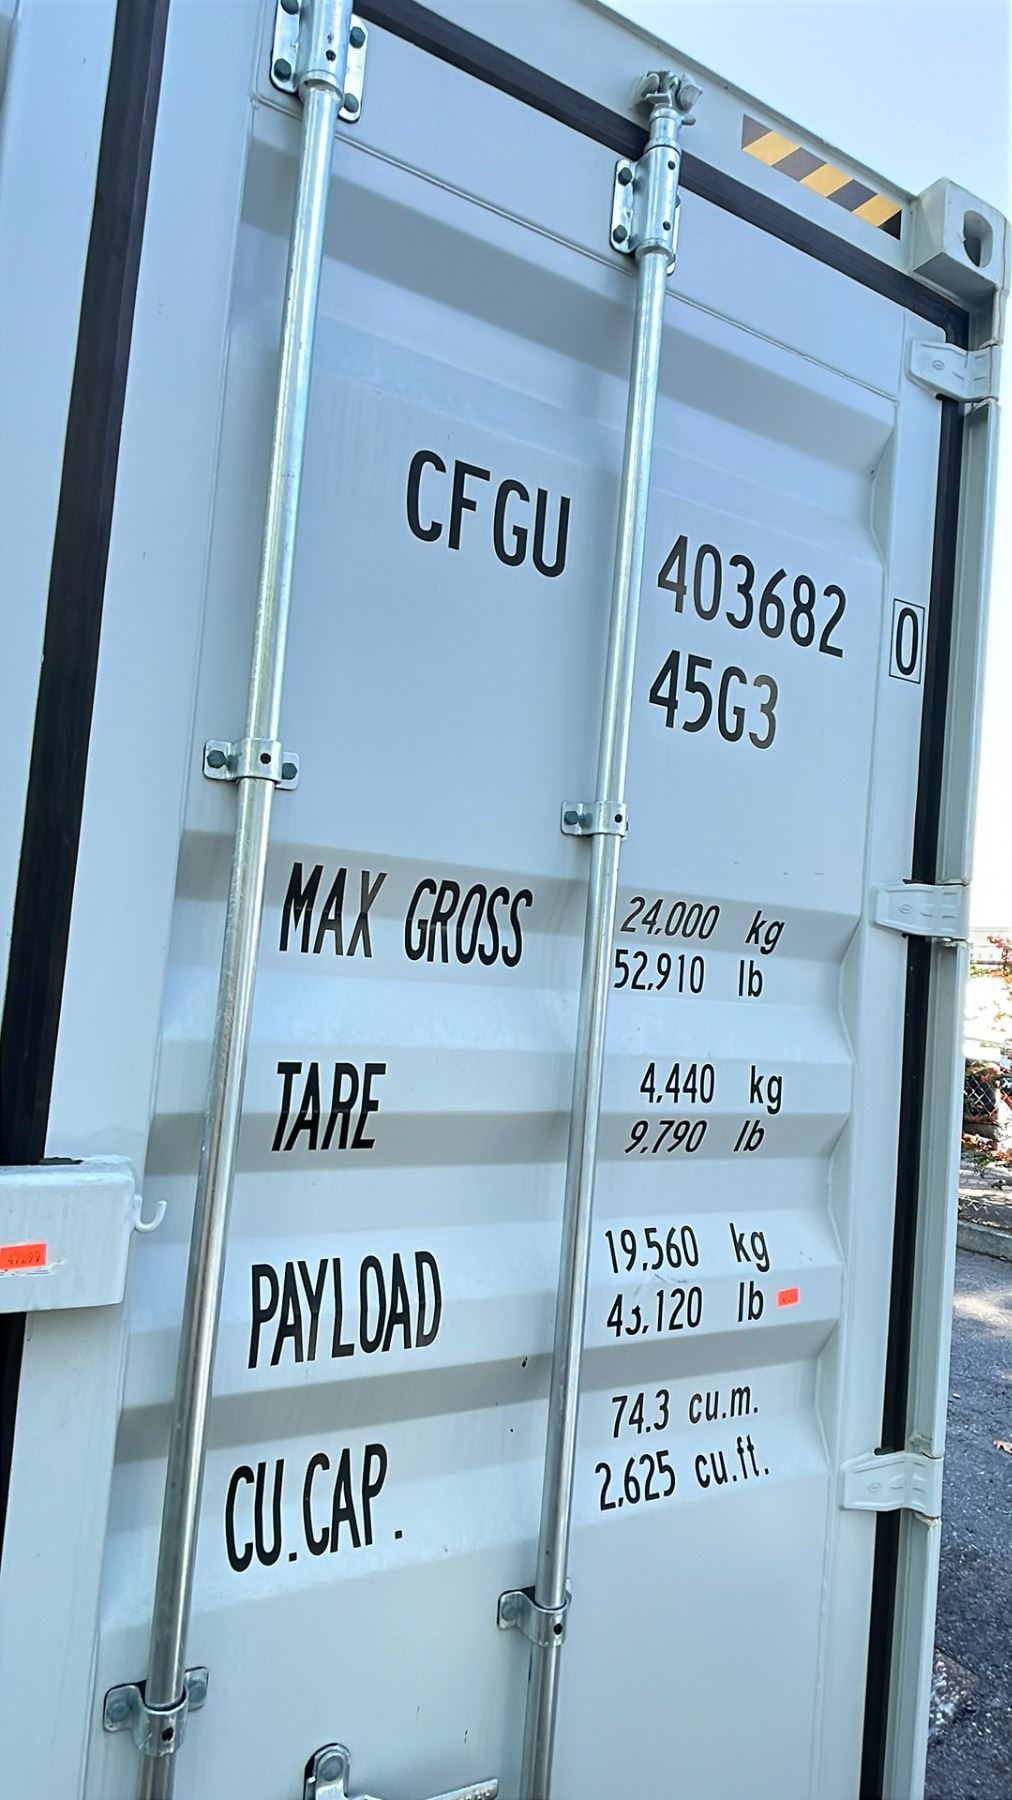 CFGU 403682 0
45G3
MAX GROSS 24.000 kg
52.910 lb
TARE 4.440 kg
9.790 lb
PAYLOAD 19.560 kg
43.120 lb
CU.CAP. 74.3 cu.m.
2.625 cu.ft.
47299